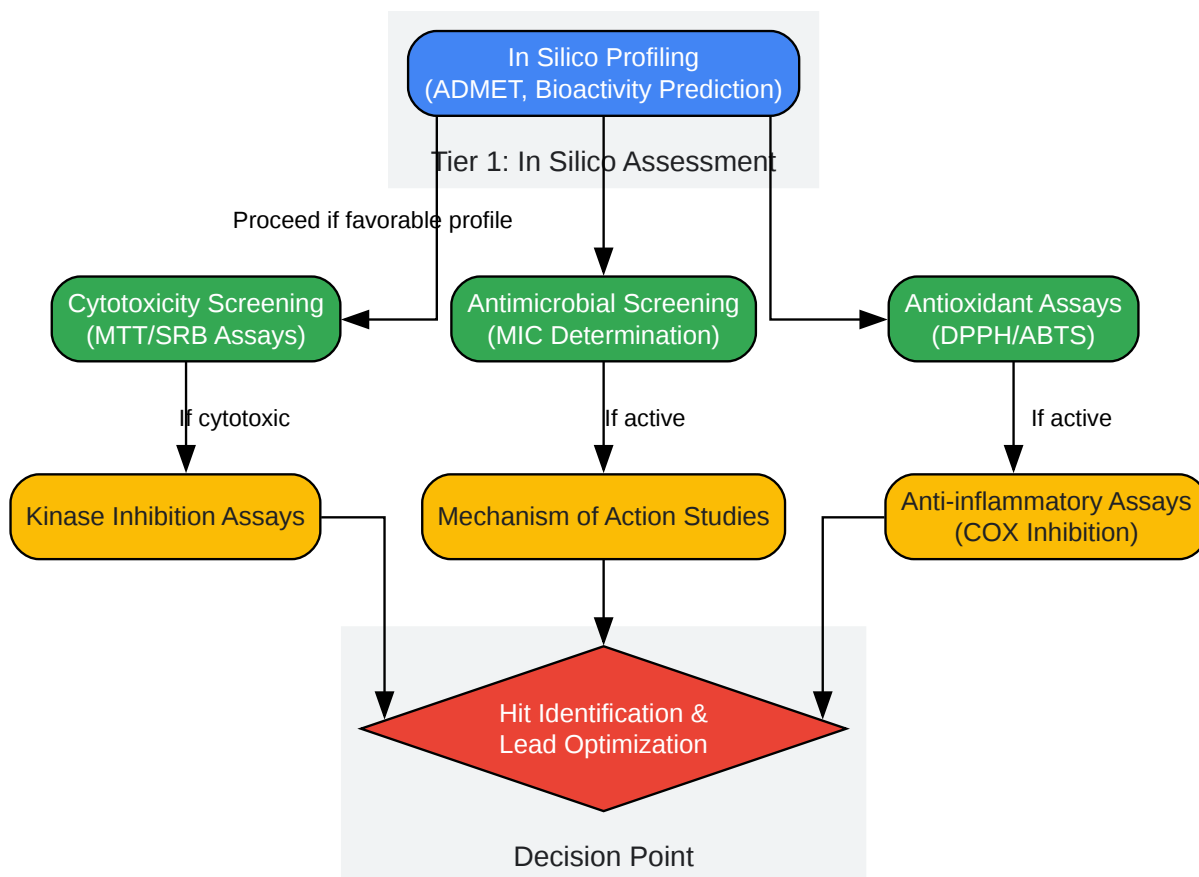 In Silico Profiling
(ADMET, Bioactivity Prediction)
Tier 1: In Silico Assessment
Proceed if favorable profile
Cytotoxicity Screening
(MTT/SRB Assays)
Antimicrobial Screening
(MIC Determination)
Antioxidant Assays
(DPPH/ABTS)
If cytotoxic
If active
If active
Kinase Inhibition Assays
Mechanism of Action Studies
Anti-inflammatory Assays
(COX Inhibition)
Hit Identification &
Lead Optimization
Decision Point